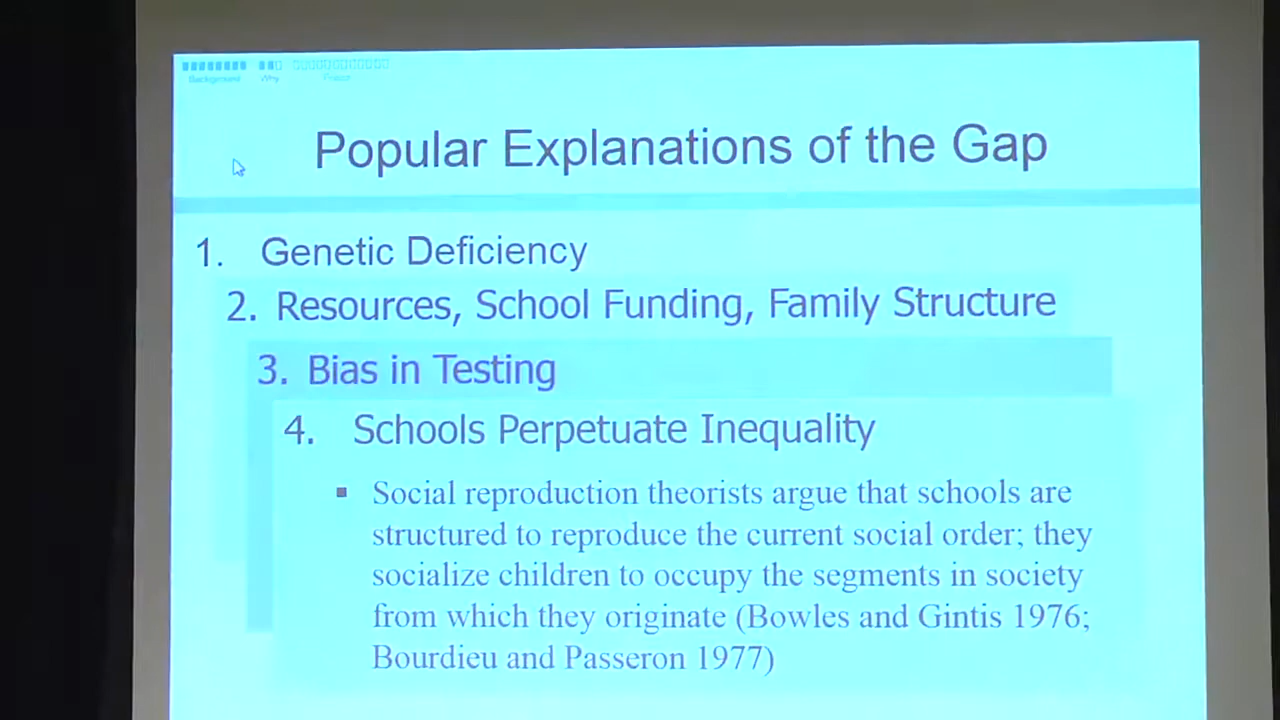 Background Why
Popular Explanations of the Gap
1. Genetic Deficiency
2. Resources, School Funding, Family Structure
3. Bias in Testing
4. Schools Perpetuate Inequality
▪ Social reproduction theorists argue that schools are
structured to reproduce the current social order; they
socialize children to occupy the segments in society
from which they originate (Bowles and Gintis 1976;
Bourdieu and Passeron 1977)